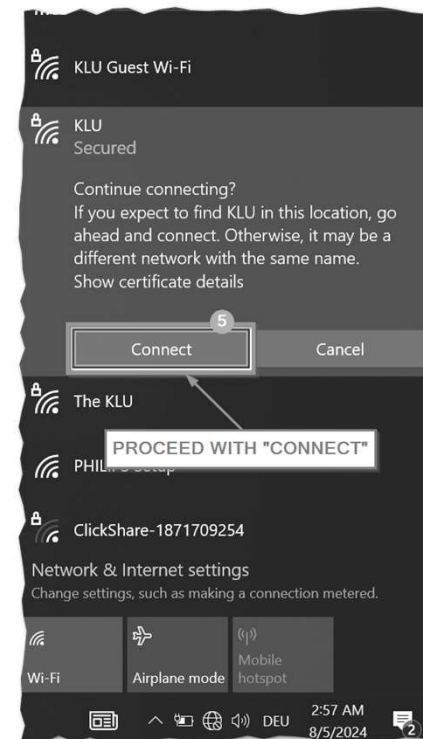 KLU Guest Wi-Fi
KLU
Secured
Continue connecting?
If you expect to find KLU in this location, go
ahead and connect. Otherwise, it may be a
different network with the same name.
Show certificate details
5
Connect
Cancel
The KLU
PROCEED WITH "CONNECT"
Setup
ClickShare-1871709254
Network & Internet settings
Change settings, such as making a connection metered.
Wi-Fi
Airplane mode
Mobile
hotspot
DEU
2:57 AM
8/5/2024
2